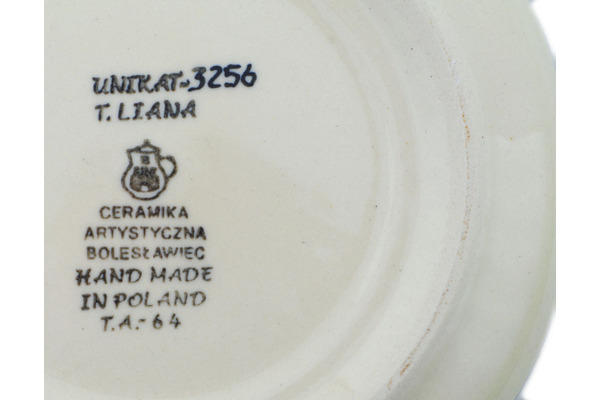 UNIKAT-3256
T. LIANA
B
CERAMIKA
ARTYSTYCZNA
BOLESŁAWIEC
HAND MADE
IN POLAND
T.A.-64